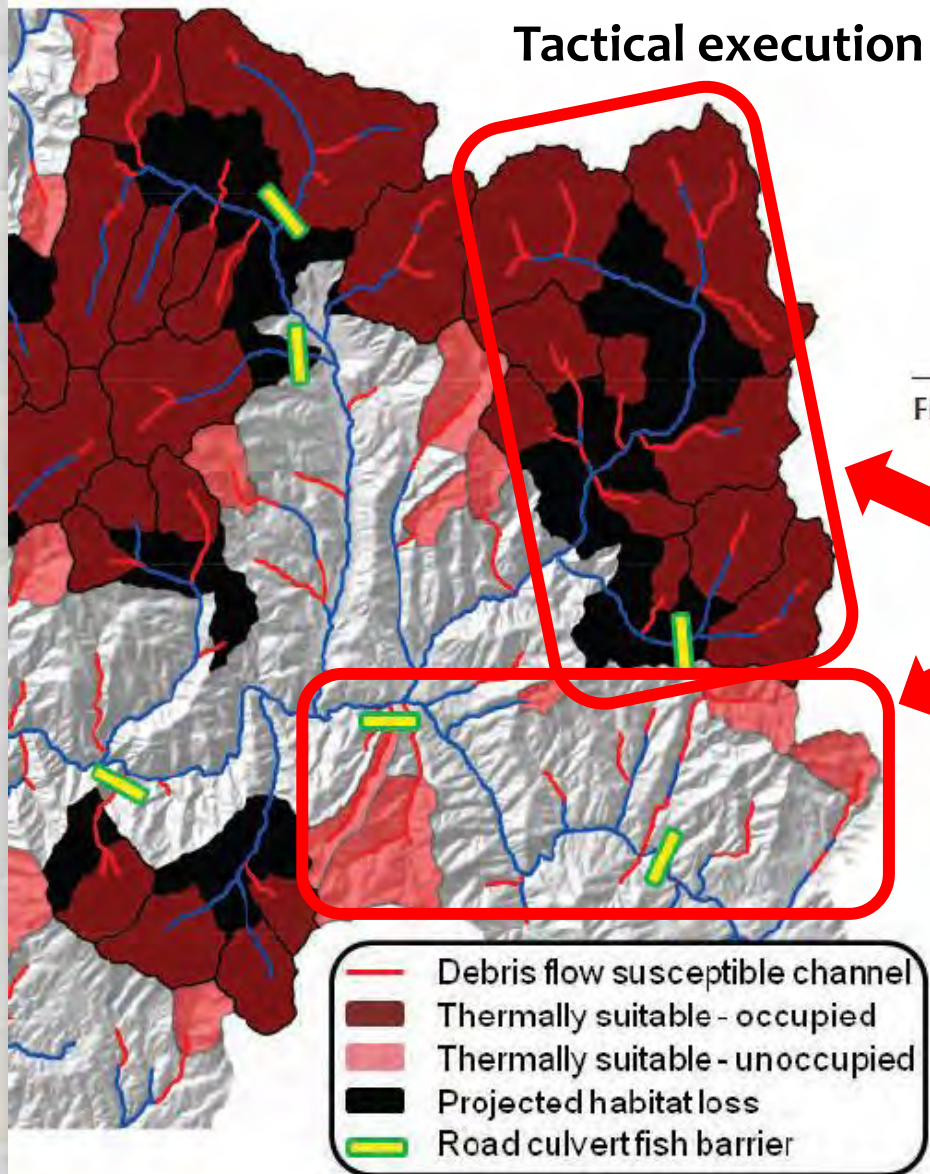 Tactical execution
Debris flow susceptible channel
Thermally suitable - occupied
Thermally suitable - unoccupied
Projected habitat loss
Road culvert fish barrier